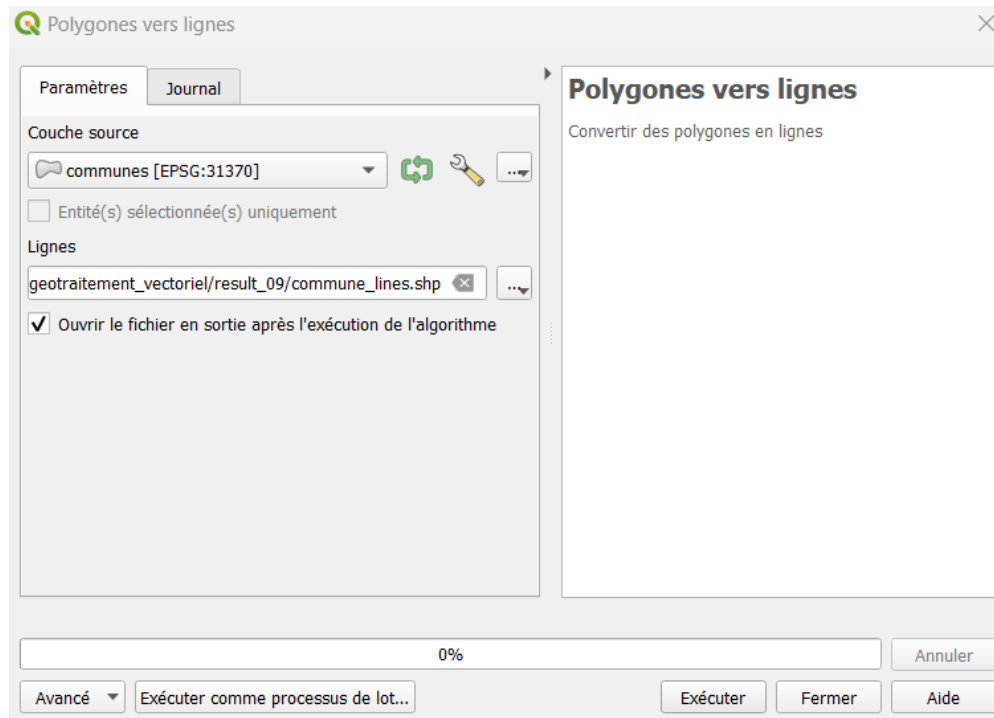 Polygones vers lignes
Paramètres
Journal
Couche source
communes [EPSG:31370]
...
Entité(s) sélectionnée(s) uniquement
Lignes
geotraitement_vectoriel/result_09/commune_lines.shp
...
Ouvrir le fichier en sortie après l'exécution de l'algorithme
Polygones vers lignes
Convertir des polygones en lignes
0%
Annuler
Avancé
Exécuter comme processus de lot...
Exécuter
Fermer
Aide